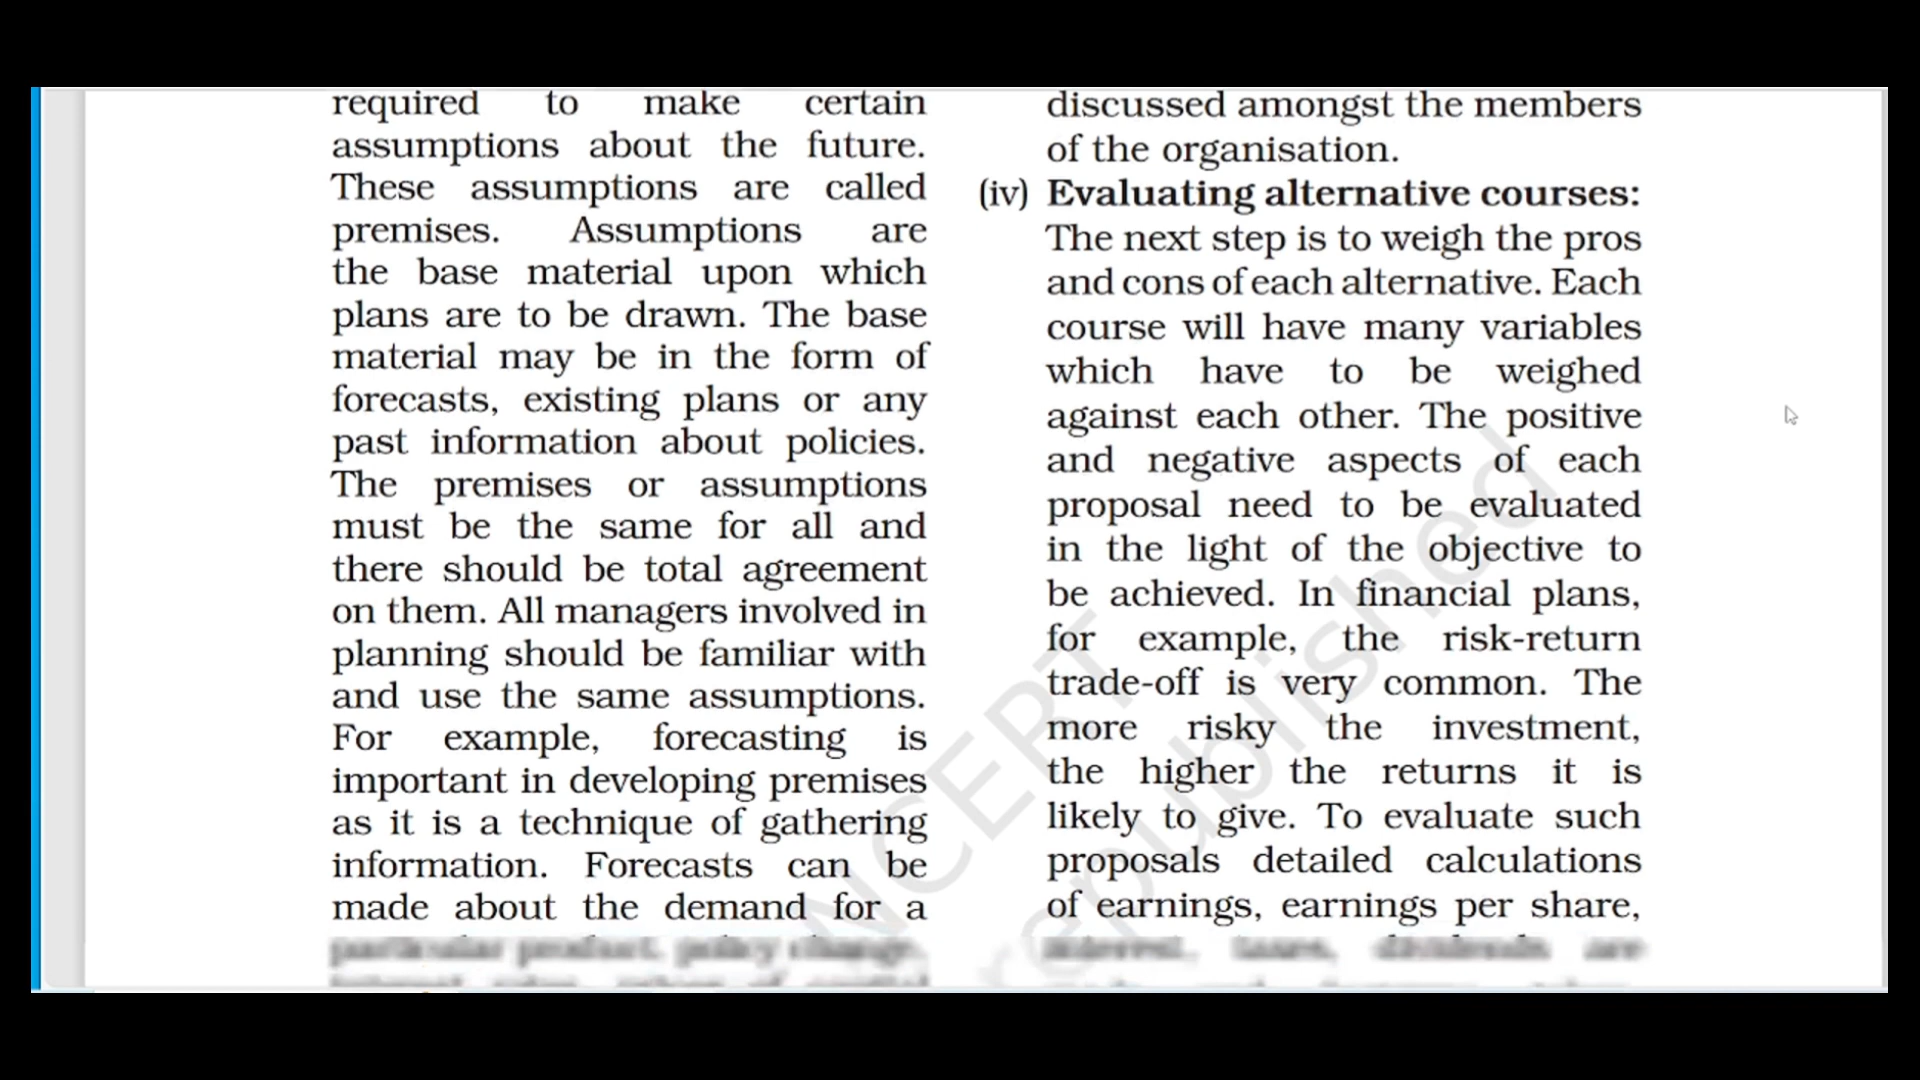 required to make certain
assumptions about the future.
These assumptions are called
premises. Assumptions are
the base material upon which
plans are to be drawn. The base
material may be in the form of
forecasts, existing plans or any
past information about policies.
The premises or assumptions
must be the same for all and
there should be total agreement
on them. All managers involved in
planning should be familiar with
and use the same assumptions.
For example, forecasting is
important in developing premises
as it is a technique of gathering
information. Forecasts can be
made about the demand for a
particular product, policy change,
discussed amongst the members
of the organisation.
(iv) Evaluating alternative courses:
The next step is to weigh the pros
and cons of each alternative. Each
course will have many variables
which have to be weighed
against each other. The positive
and negative aspects of each
proposal need to be evaluated
in the light of the objective to
be achieved. In financial plans,
for example, the risk-return
trade-off is very common. The
more risky the investment,
the higher the returns it is
likely to give. To evaluate such
proposals detailed calculations
of earnings, earnings per share,
interest, taxes, dividends are
NCERT
republished